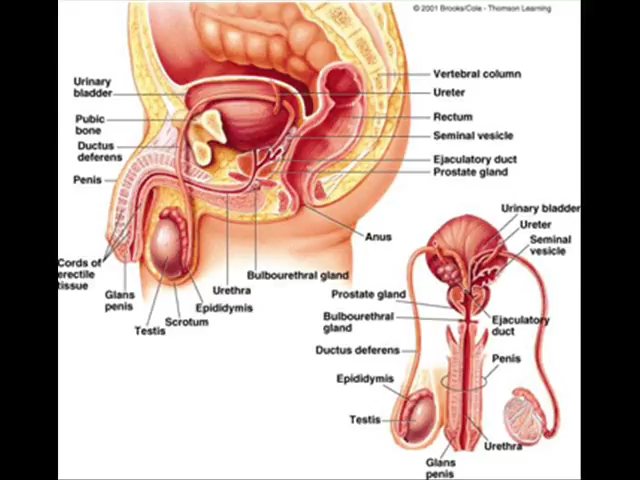 © 2001 Brooks/Cole - Thomson Learning
Urinary
bladder
Pubic
bone
Ductus
deferens
Penis
Cords of
erectile
tissue
Glans
penis
Testis
Scrotum
Epididymis
Urethra
Bulbourethral gland
Vertebral column
Ureter
Rectum
Seminal vesicle
Ejaculatory duct
Prostate gland
Anus
Urinary bladder
Ureter
Seminal
vesicle
Prostate gland
Bulbourethral
gland
Ejaculatory
duct
Ductus deferens
Penis
Epididymis
Testis
Urethra
Glans
penis